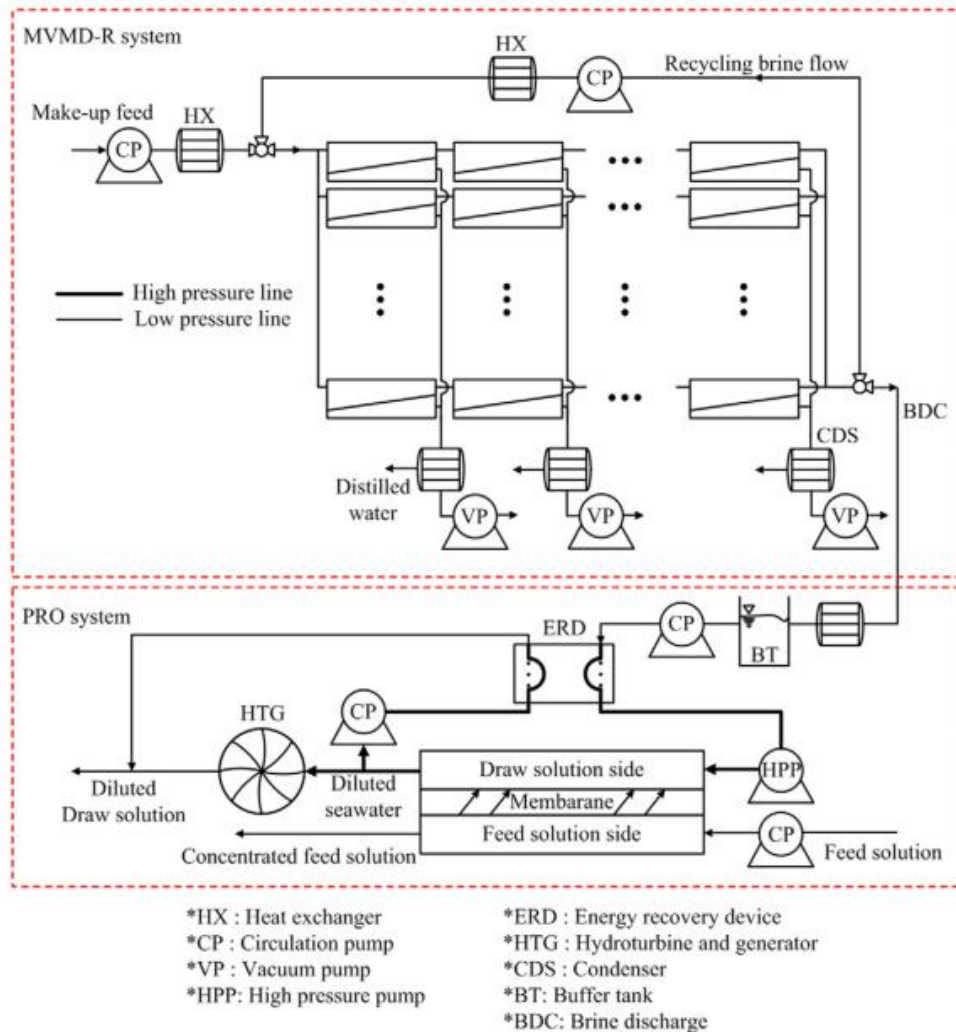 MVMD-R system
HX
CP
Recycling brine flow
Make-up feed
HX
CP
High pressure line
Low pressure line
BDC
CDS
Distilled
water
VP
VP
VP
PRO system
ERD
CP
BT
HTG
CP
Draw solution side
HPP
Diluted
Draw solution
Diluted
seawater
Membarane
Feed solution side
CP
Concentrated feed solution
Feed solution
*HX : Heat exchanger
*CP : Circulation pump
*VP : Vacuum pump
*HPP: High pressure pump
*ERD : Energy recovery device
*HTG : Hydroturbine and generator
*CDS : Condenser
*BT: Buffer tank
*BDC: Brine discharge